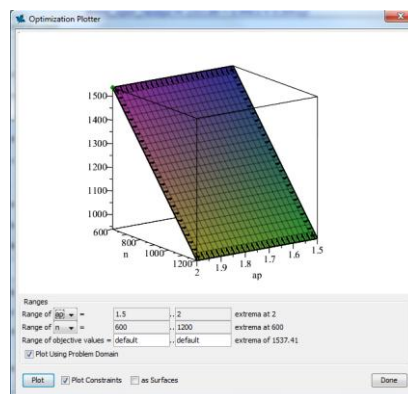 Optimization Plotter
1500
1400
1300
1200
1100
1000
600
800
1000
1200
n
2
1.9
1.8
1.7
1.6
1.5
ap
Ranges
Range of ap = 1.5 .. 2 extrema at 2
Range of n = 600 .. 1200 extrema at 600
Range of objective values = default .. default extrema of 1537.41
Plot Using Problem Domain
Plot Plot Constraints as Surfaces Done